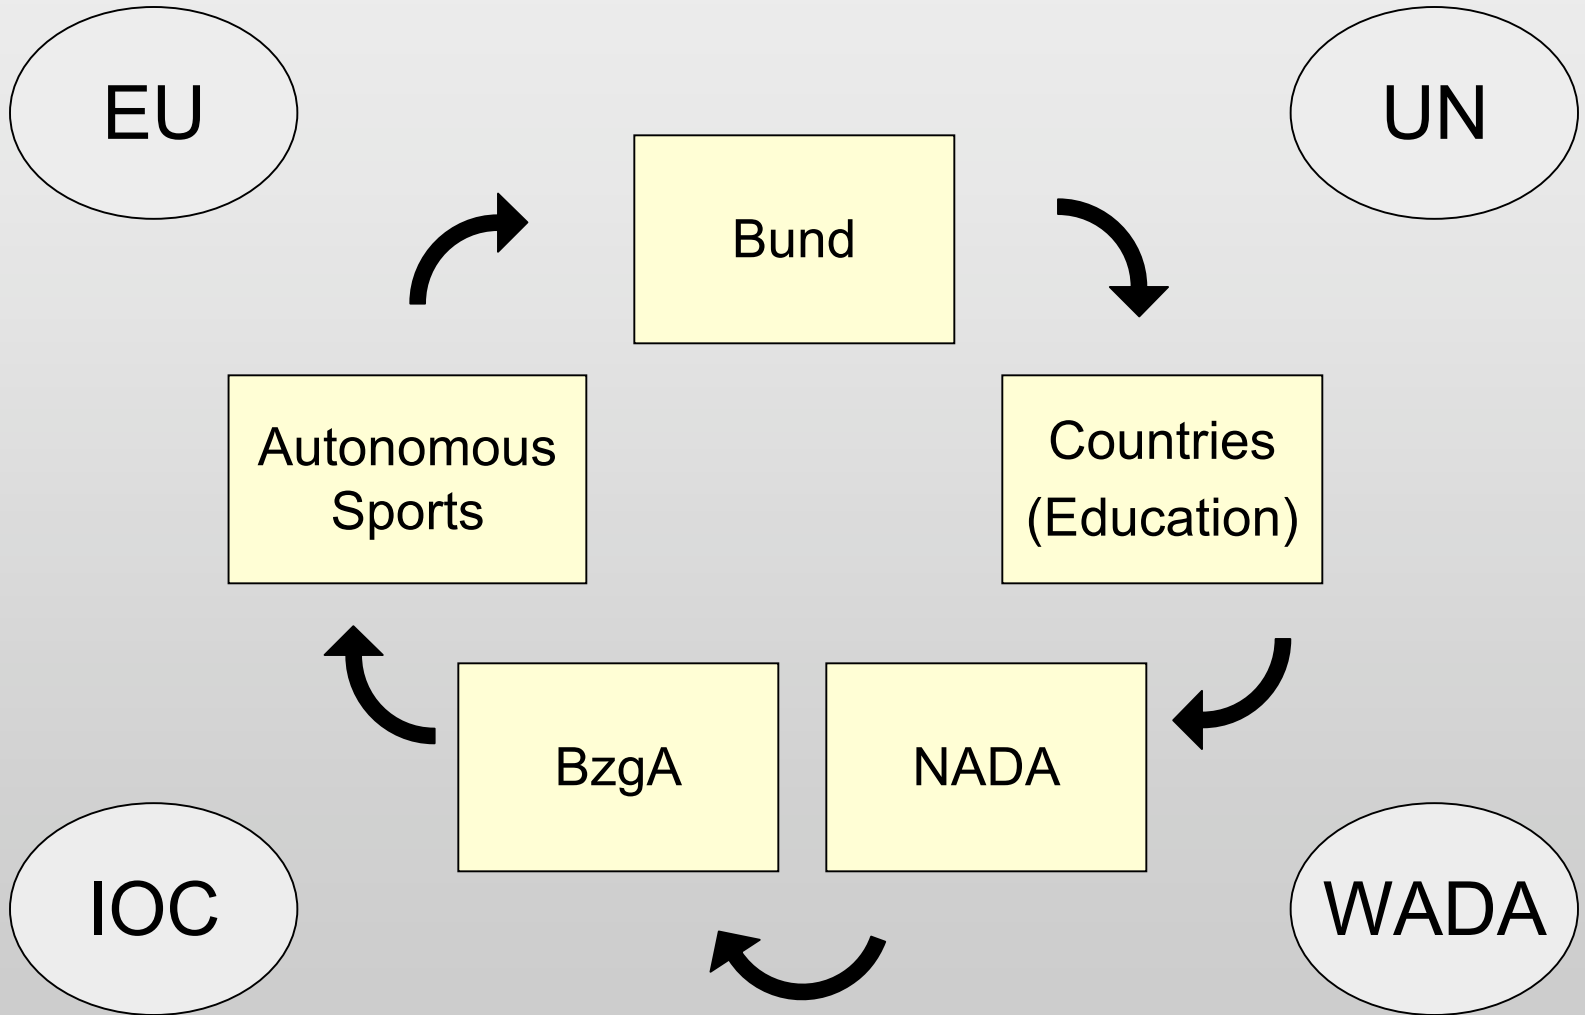 EU
UN
Bund
Autonomous
Sports
Countries
(Education)
BzgA
NADA
IOC
WADA